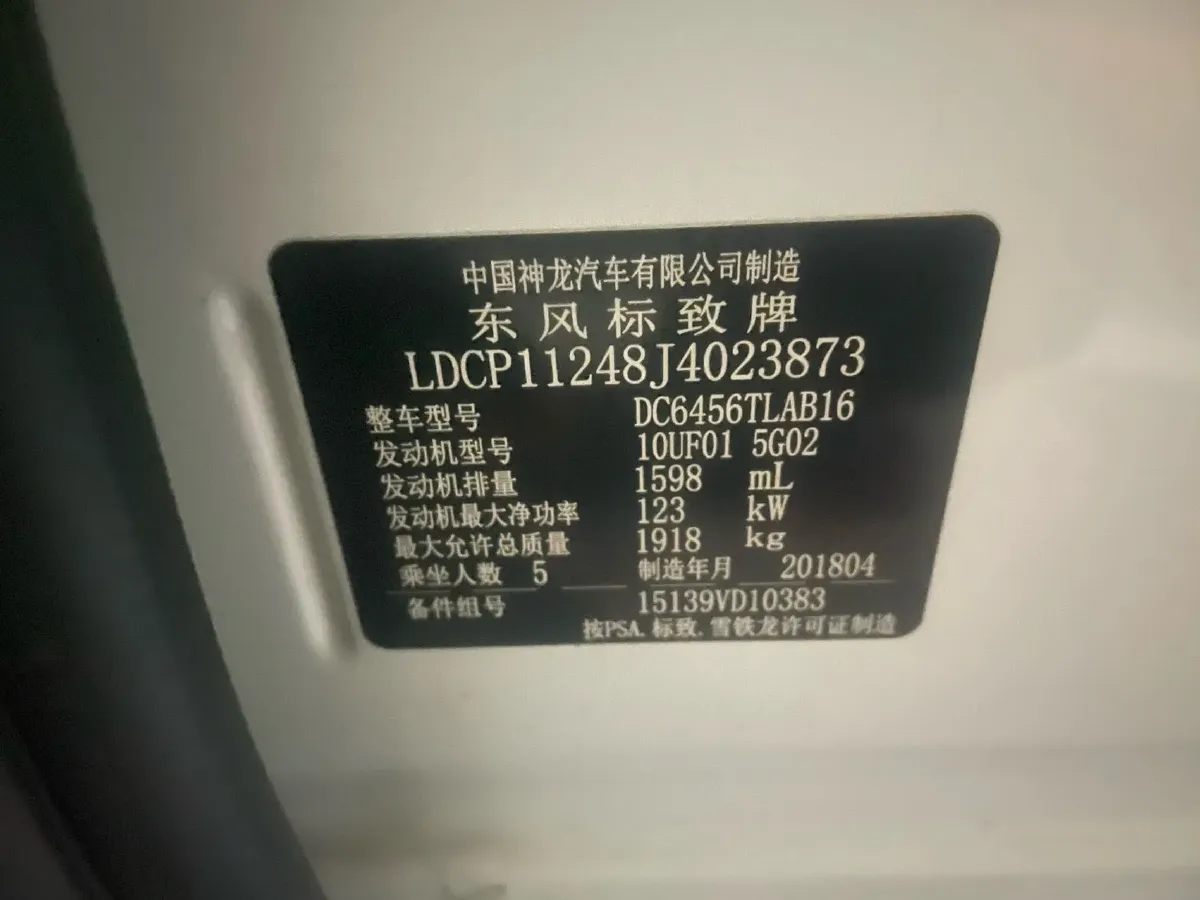 中国神龙汽车有限公司制造
东风标致牌
LDCP11248J4023873
整车型号 DC6456TLAB16
发动机型号 10UF01 5G02
发动机排量 1598 mL
发动机最大净功率 123 kW
最大允许总质量 1918 kg
乘坐人数 5 制造年月 201804
备件组号 15139VD10383
按PSA.标致.雪铁龙许可证制造